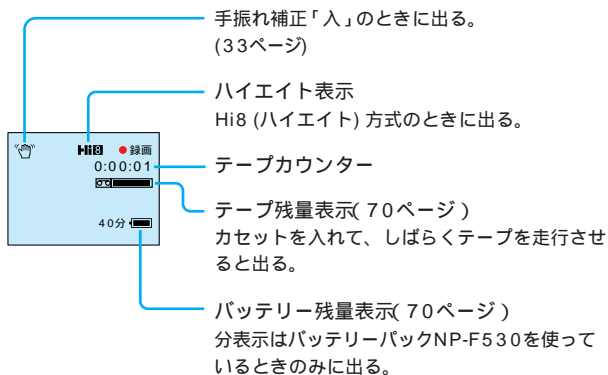 手振れ補正「入」のときに出る。
(33ページ)
ハイエイト表示
Hi8 (ハイエイト) 方式のときに出る。
Hi8 ●録画
0:00:01
テープカウンター
テープ残量表示(70ページ)
カセットを入れて、しばらくテープを走行させ
ると出る。
40分
バッテリー残量表示(70ページ)
分表示はバッテリーパックNP-F530を使って
いるときのみに出る。